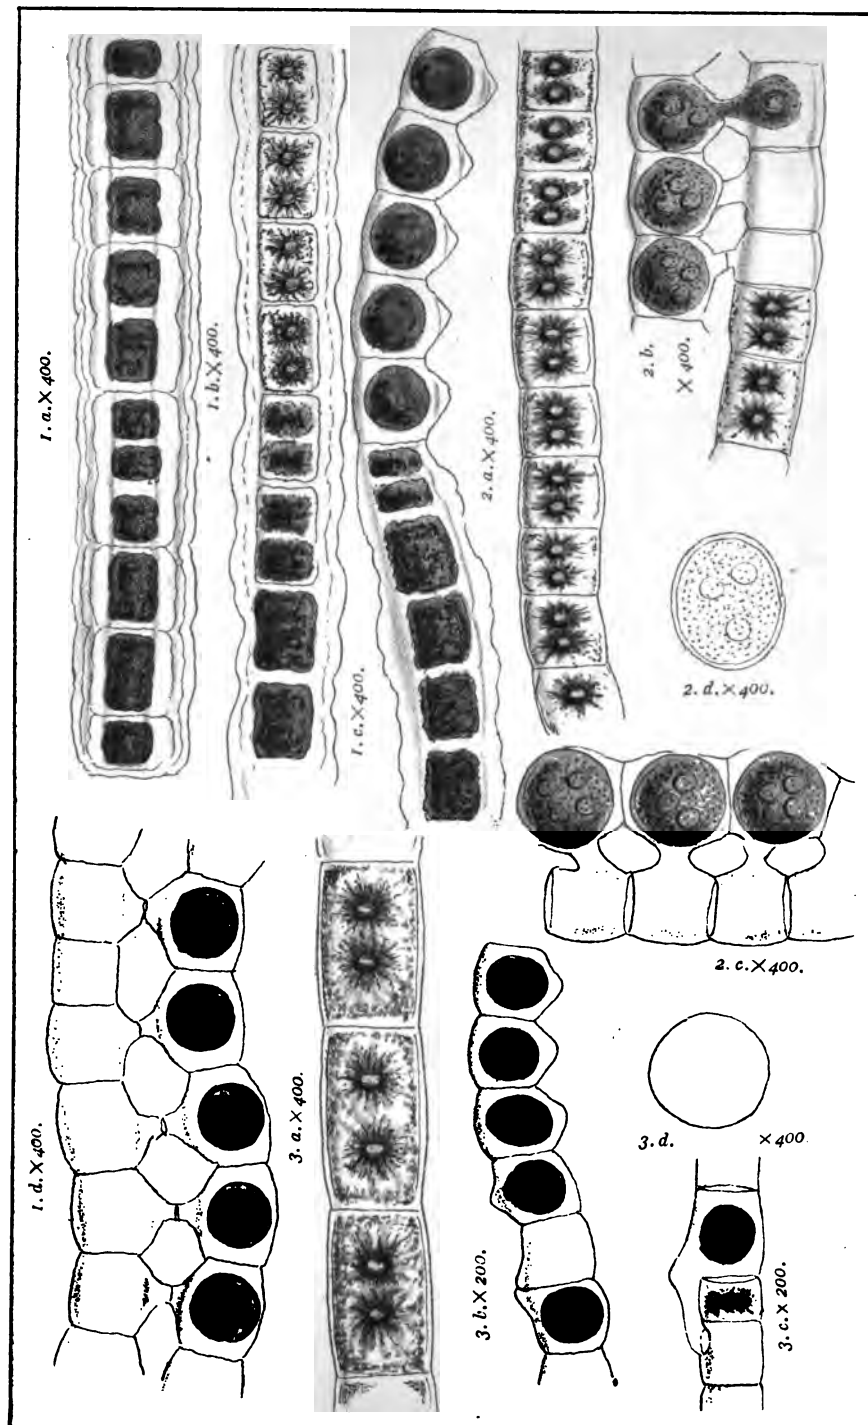 1. a. × 400.
1. b. × 400.
1. c. × 400.
2. a. × 400.
2. b.
× 400.
2. d. × 400.
2. c. × 400.
1. d. × 400.
3. a. × 400.
3. b. × 200.
3. d.
× 400
3. c. × 200.